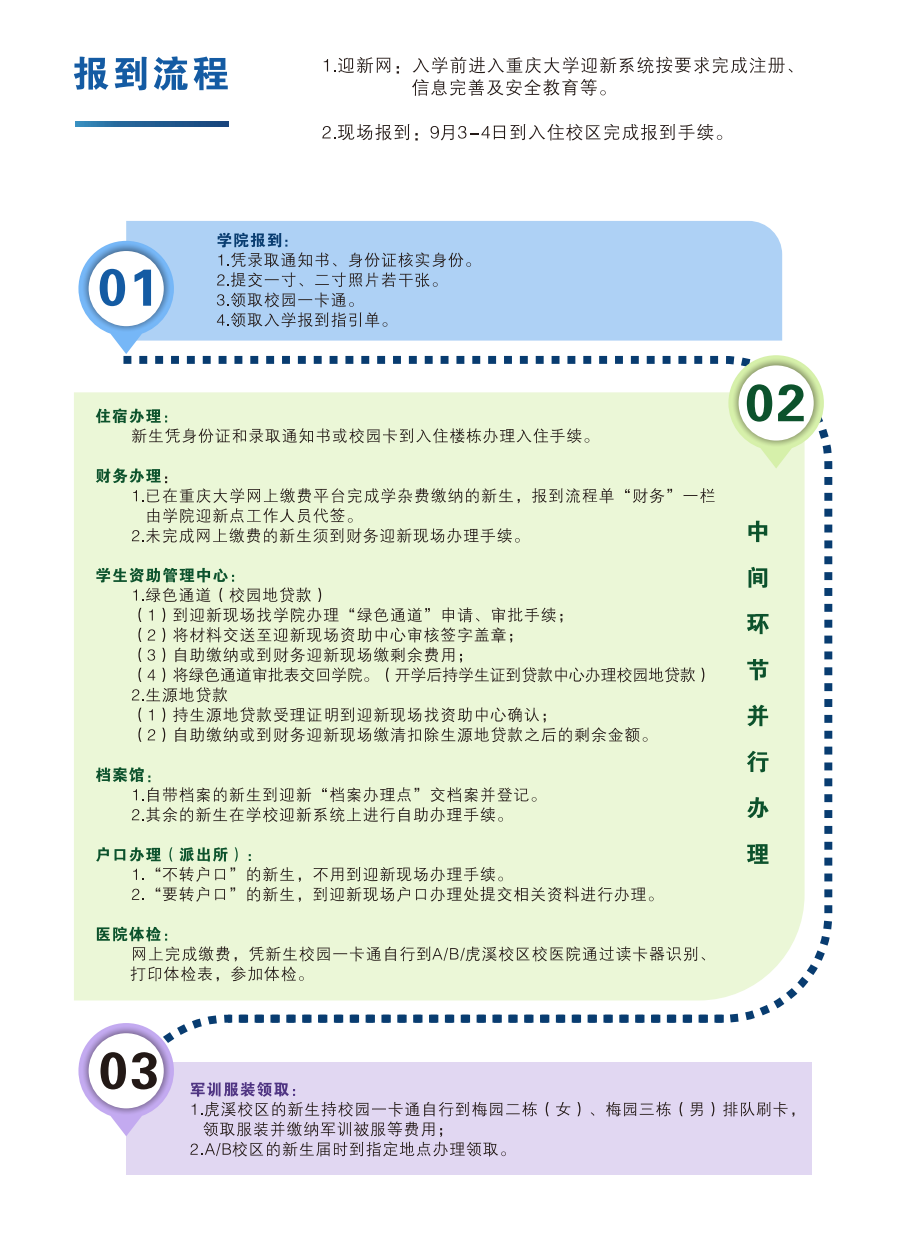 报到流程
1.迎新网：入学前进入重庆大学迎新系统按要求完成注册、
信息完善及安全教育等。
2.现场报到：9月3-4日到入住校区完成报到手续。
01
学院报到：
1.凭录取通知书、身份证核实身份。
2.提交一寸、二寸照片若干张。
3.领取校园一卡通。
4.领取入学报到指引单。
02
中间环节并行办理
住宿办理：
新生凭身份证和录取通知书或校园卡到入住楼栋办理入住手续。
财务办理：
1.已在重庆大学网上缴费平台完成学杂费缴纳的新生，报到流程单“财务”一栏
由学院迎新点工作人员代签。
2.未完成网上缴费的新生须到财务迎新现场办理手续。
学生资助管理中心：
1.绿色通道（校园地贷款）
（1）到迎新现场找学院办理“绿色通道”申请、审批手续；
（2）将材料交送至迎新现场资助中心审核签字盖章；
（3）自助缴纳或到财务迎新现场缴剩余费用；
（4）将绿色通道审批表交回学院。（开学后持学生证到贷款中心办理校园地贷款）
2.生源地贷款
（1）持生源地贷款受理证明到迎新现场找资助中心确认；
（2）自助缴纳或到财务迎新现场缴清扣除生源地贷款之后的剩余金额。
档案馆：
1.自带档案的新生到迎新“档案办理点”交档案并登记。
2.其余的新生在学校迎新系统上进行自助办理手续。
户口办理（派出所）：
1.“不转户口”的新生，不用到迎新现场办理手续。
2.“要转户口”的新生，到迎新现场户口办理处提交相关资料进行办理。
医院体检：
网上完成缴费，凭新生校园一卡通自行到A/B/虎溪校区校医院通过读卡器识别、
打印体检表，参加体检。
03
军训服装领取：
1.虎溪校区的新生持校园一卡通自行到梅园二栋（女）、梅园三栋（男）排队刷卡，
领取服装并缴纳军训被服等费用；
2.A/B校区的新生届时到指定地点办理领取。